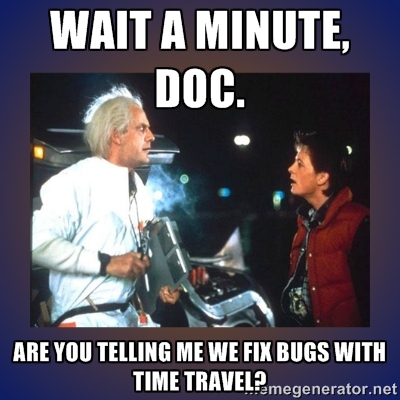 WAIT A MINUTE,
DOC.
ARE YOU TELLING ME WE FIX BUGS WITH
TIME TRAVEL?
memegenerator.net